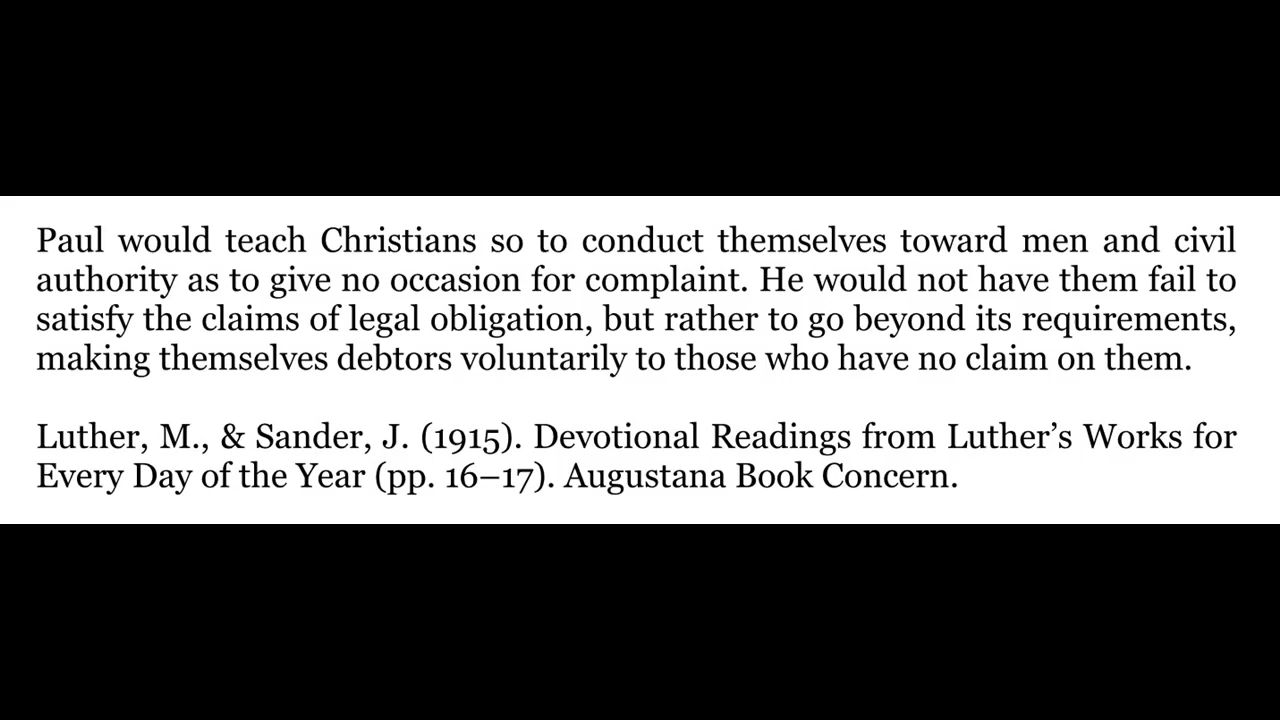 Paul would teach Christians so to conduct themselves toward men and civil
authority as to give no occasion for complaint. He would not have them fail to
satisfy the claims of legal obligation, but rather to go beyond its requirements,
making themselves debtors voluntarily to those who have no claim on them.
Luther, M., & Sander, J. (1915). Devotional Readings from Luther’s Works for
Every Day of the Year (pp. 16–17). Augustana Book Concern.